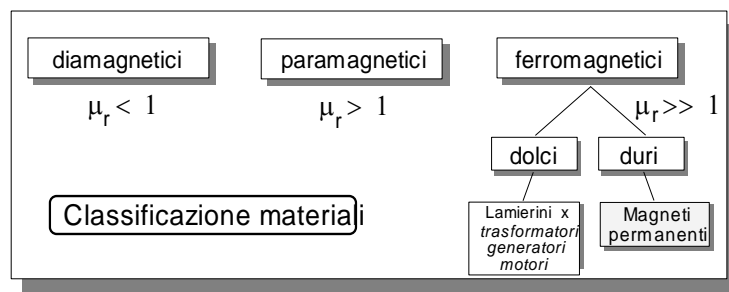 diamagnetici
paramagnetici
ferromagnetici
μr < 1
μr > 1
μr >> 1
dolci
duri
Classificazione materiali
Lamierini x
trasformatori
generatori
motori
Magneti
permanenti